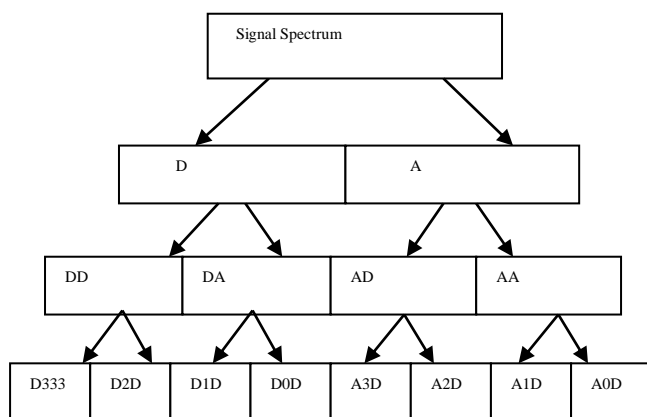 Signal Spectrum
D A
DD DA AD AA
D333 D2D D1D D0D A3D A2D A1D A0D